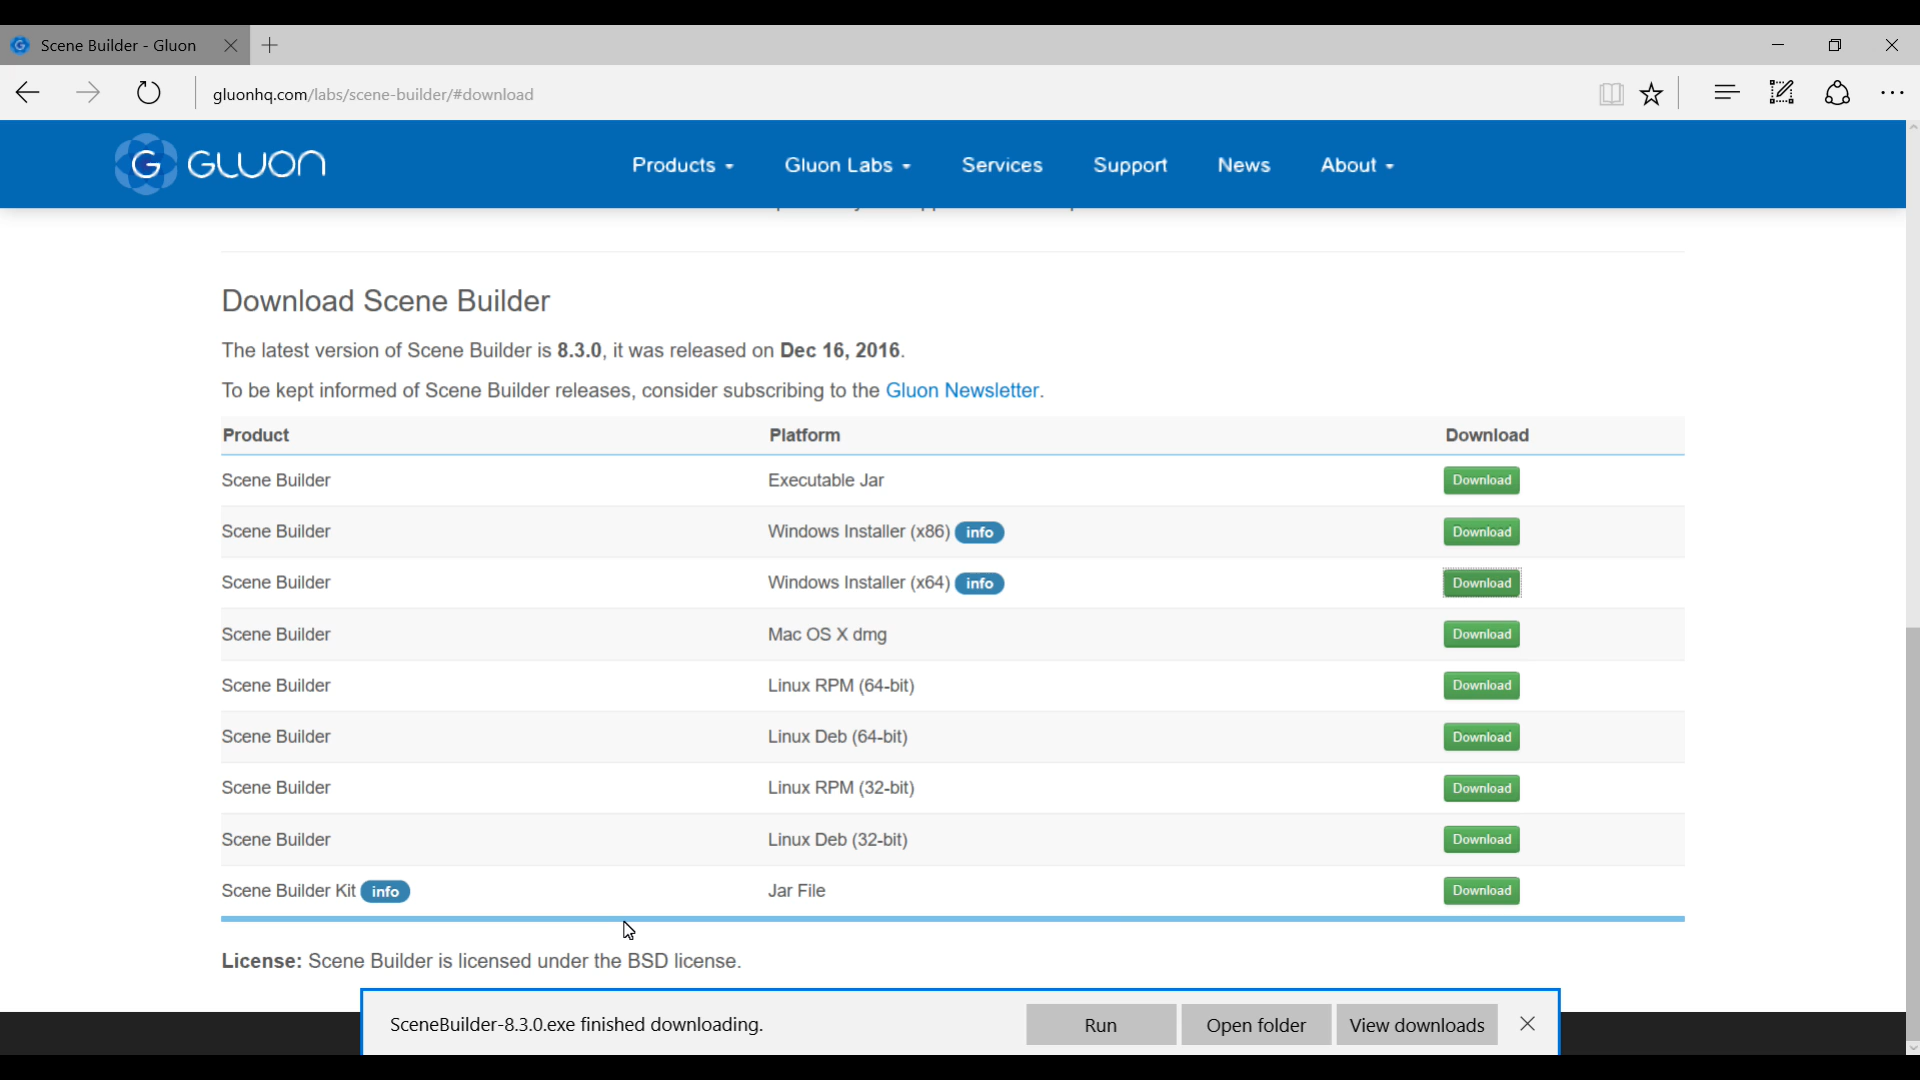 Scene Builder - Gluon
gluonhq.com/labs/scene-builder/#download
G GLUON Products Gluon Labs Services Support News About
Download Scene Builder
The latest version of Scene Builder is 8.3.0, it was released on Dec 16, 2016.
To be kept informed of Scene Builder releases, consider subscribing to the Gluon Newsletter.
Product Platform Download
Scene Builder Executable Jar Download
Scene Builder Windows Installer (x86) info Download
Scene Builder Windows Installer (x64) info Download
Scene Builder Mac OS X dmg Download
Scene Builder Linux RPM (64-bit) Download
Scene Builder Linux Deb (64-bit) Download
Scene Builder Linux RPM (32-bit) Download
Scene Builder Linux Deb (32-bit) Download
Scene Builder Kit info Jar File Download
License: Scene Builder is licensed under the BSD license.
SceneBuilder-8.3.0.exe finished downloading. Run Open folder View downloads